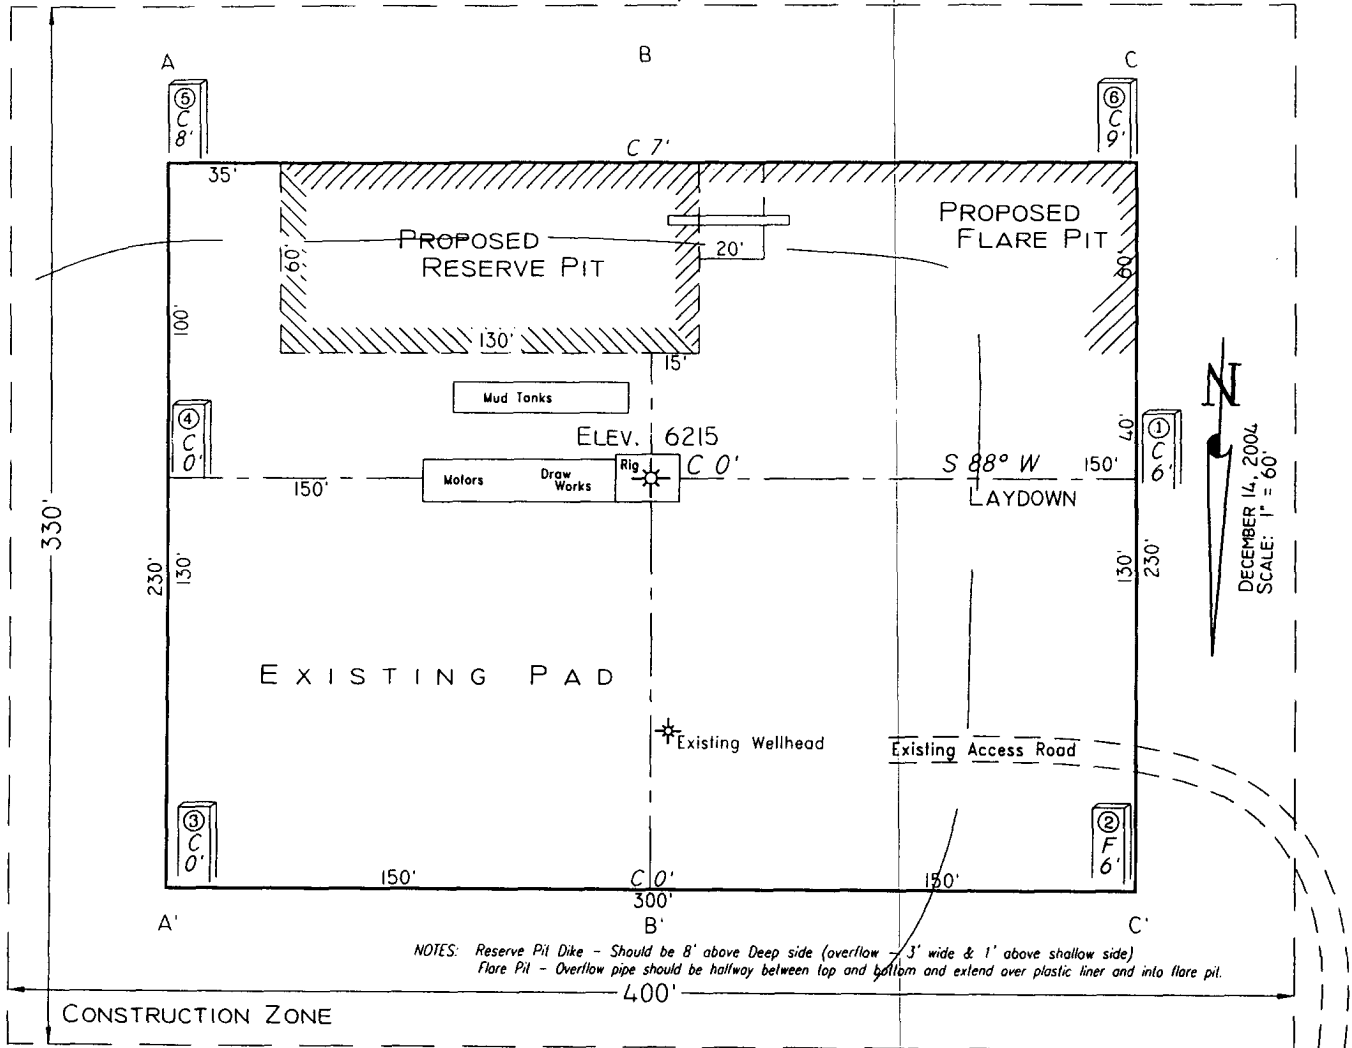 A
B
C
⑤
C
8'
⑥
C
9'
C 7'
35'
PROPOSED
RESERVE PIT
60'
20'
PROPOSED
FLARE PIT
60'
100'
130'
15'
Mud Tanks
④
C
0'
ELEV. 6215
Rig
C 0'
Motors
Draw
Works
150'
S 88° W
150'
40'
LAYDOWN
①
C
6'
N
DECEMBER 14, 2004
SCALE: 1" = 60'
330'
230'
130'
130'
230'
EXISTING PAD
Existing Wellhead
Existing Access Road
③
C
0'
②
F
6'
150'
C 0'
150'
300'
A'
B'
C'
NOTES: Reserve Pit Dike - Should be 8' above Deep side (overflow - 3' wide & 1' above shallow side)
Flare Pit - Overflow pipe should be halfway between top and bottom and extend over plastic liner and into flare pit.
400'
CONSTRUCTION ZONE